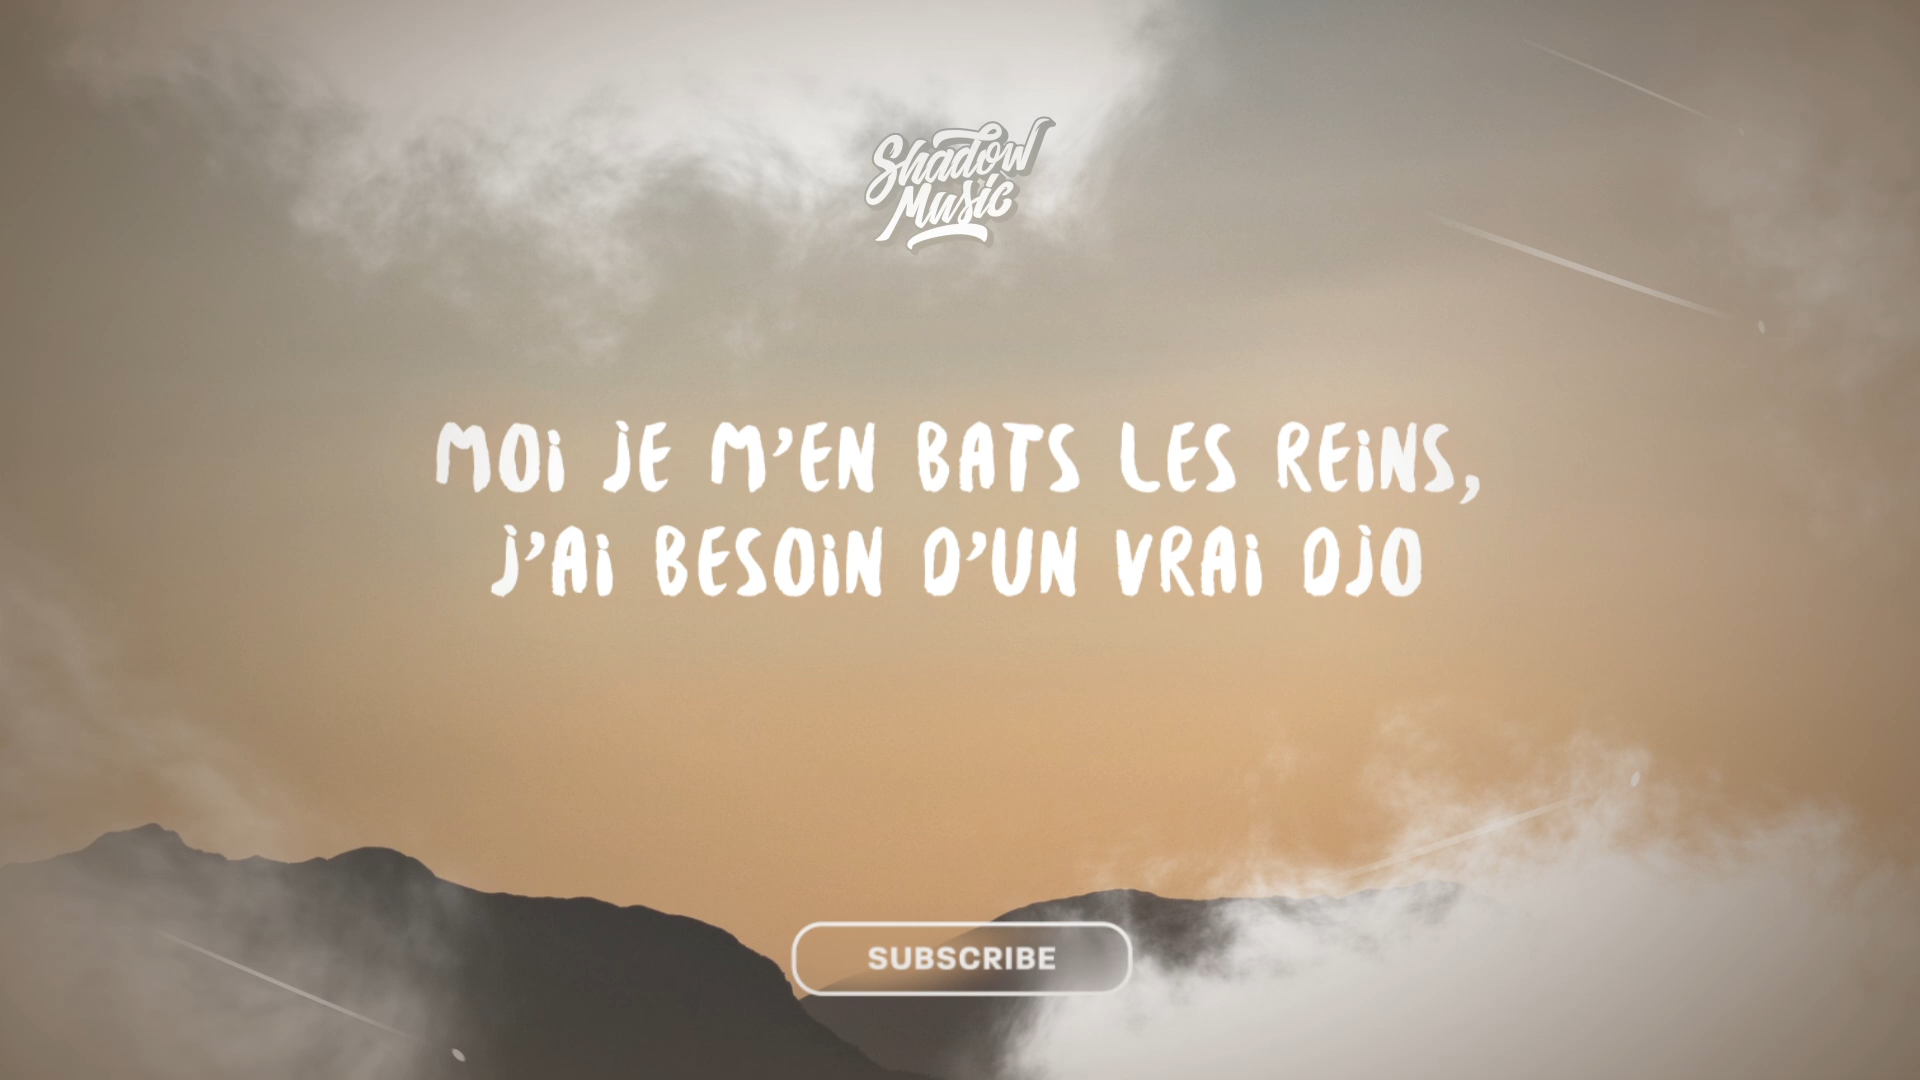 Shadow
Music
MOi JE M'EN BATS LES REiNS,
J'Ai BESOiN D'UN VRAi DJO
SUBSCRIBE